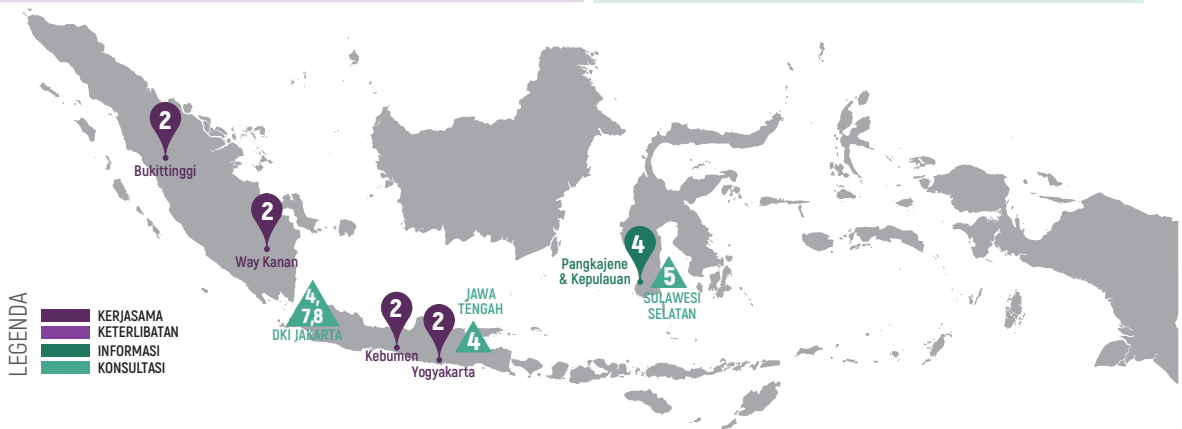 2
Bukittinggi
2
Way Kanan
4
Pangkajene
& Kepulauan
5
SULAWESI
SELATAN
4,
7,8
DKI JAKARTA
2
Kebumen
2
Yogyakarta
JAWA
TENGAH
4
LEGENDA
KERJASAMA
KETERLIBATAN
INFORMASI
KONSULTASI